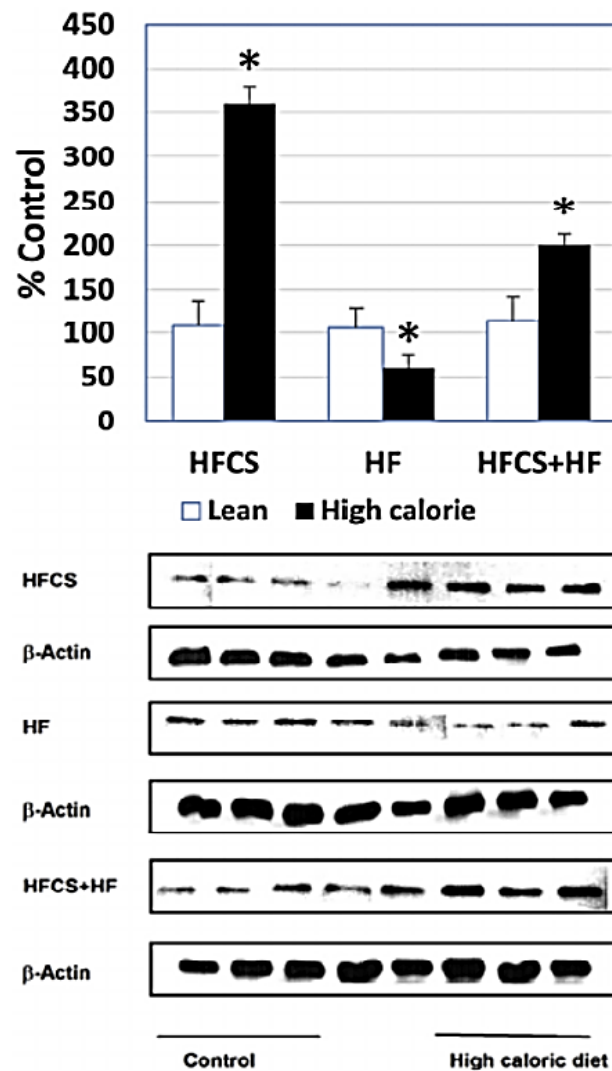 450
400
350
300
250
200
150
100
50
0
% Control
*
*
*
HFCS HF HFCS+HF
Lean High calorie
HFCS
β-Actin
HF
β-Actin
HFCS+HF
β-Actin
Control High caloric diet